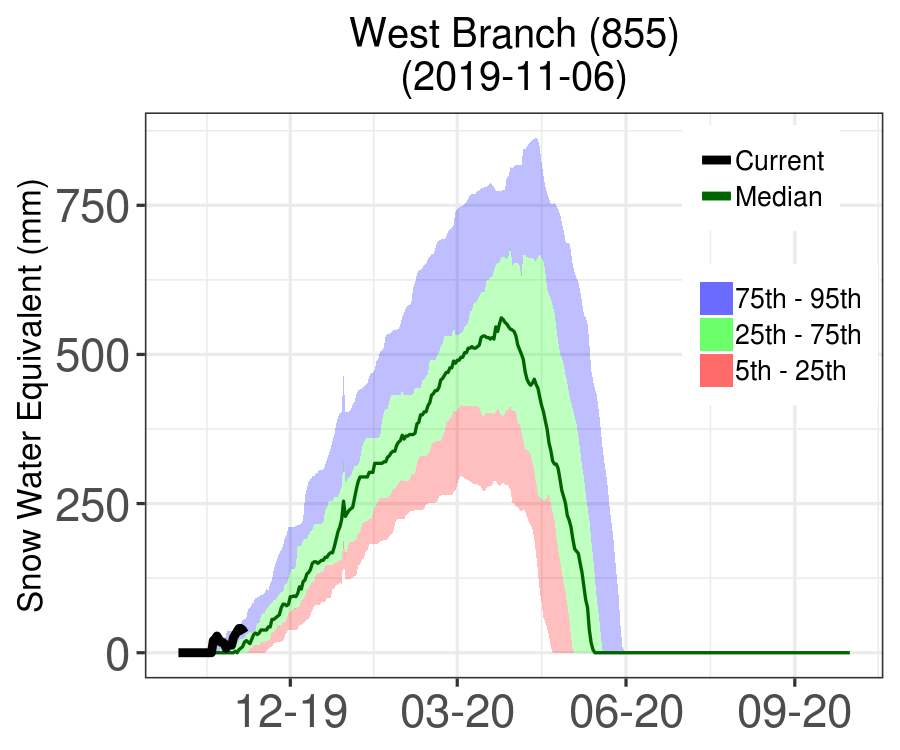 West Branch (855)
(2019-11-06)
Snow Water Equivalent (mm)
750
500
250
0
12-19
03-20
06-20
09-20
Current
Median
75th - 95th
25th - 75th
5th - 25th